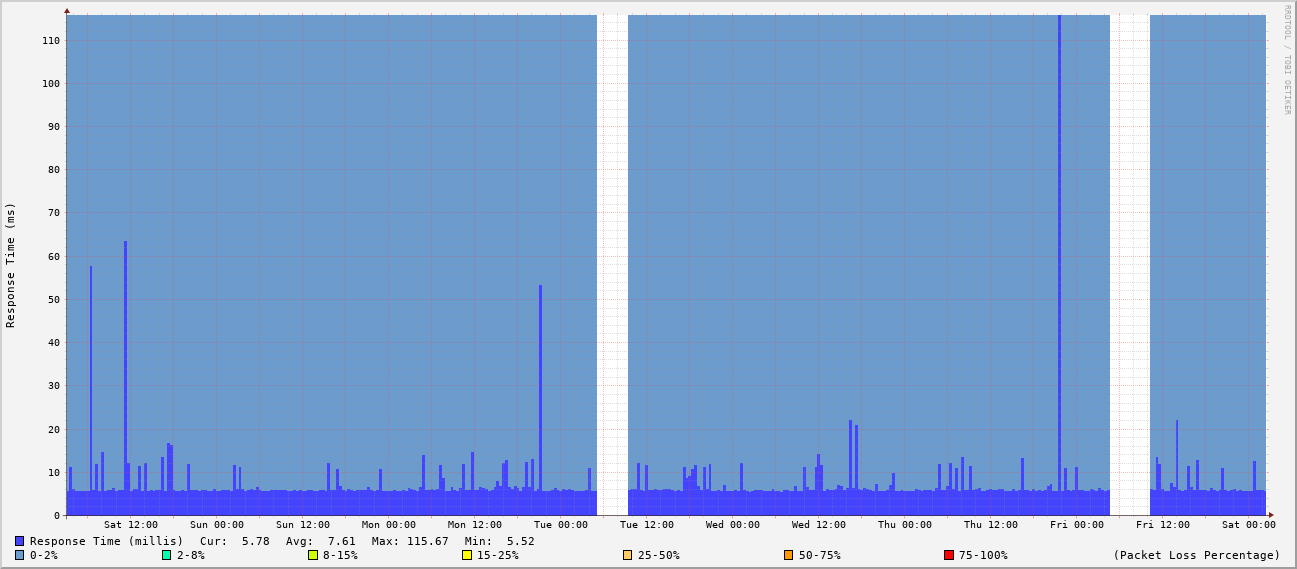 RRDTOOL / TOBI OETIKER
Response Time (ms)
110
100
90
80
70
60
50
40
30
20
10
0
Sat 12:00 Sun 00:00 Sun 12:00 Mon 00:00 Mon 12:00 Tue 00:00 Tue 12:00 Wed 00:00 Wed 12:00 Thu 00:00 Thu 12:00 Fri 00:00 Fri 12:00 Sat 00:00
Response Time (millis) Cur: 5.78 Avg: 7.61 Max: 115.67 Min: 5.52
0-2% 2-8% 8-15% 15-25% 25-50% 50-75% 75-100% (Packet Loss Percentage)